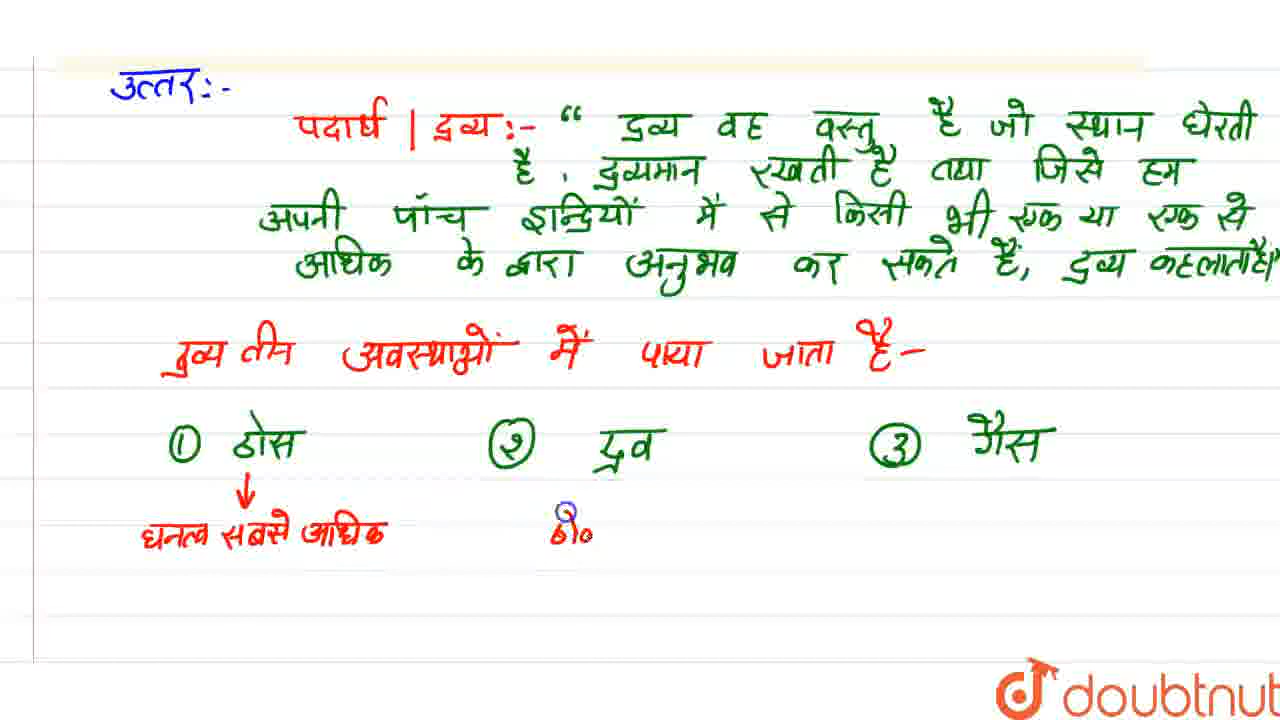 उत्तर:-
पदार्थ | द्रव्य :- “ द्रव्य वह वस्तु है जो स्थान घेरती
है, द्रव्यमान रखती है तथा जिसे हम
अपनी पाँच इन्द्रियों में से किसी भी एक या एक से
अधिक के द्वारा अनुभव कर सकते हैं, द्रव्य कहलाता है।”
द्रव्य तीन अवस्थाओं में पाया जाता है -
① ठोस ② द्रव ③ गैस
↓
घनत्व सबसे अधिक
doubtnut